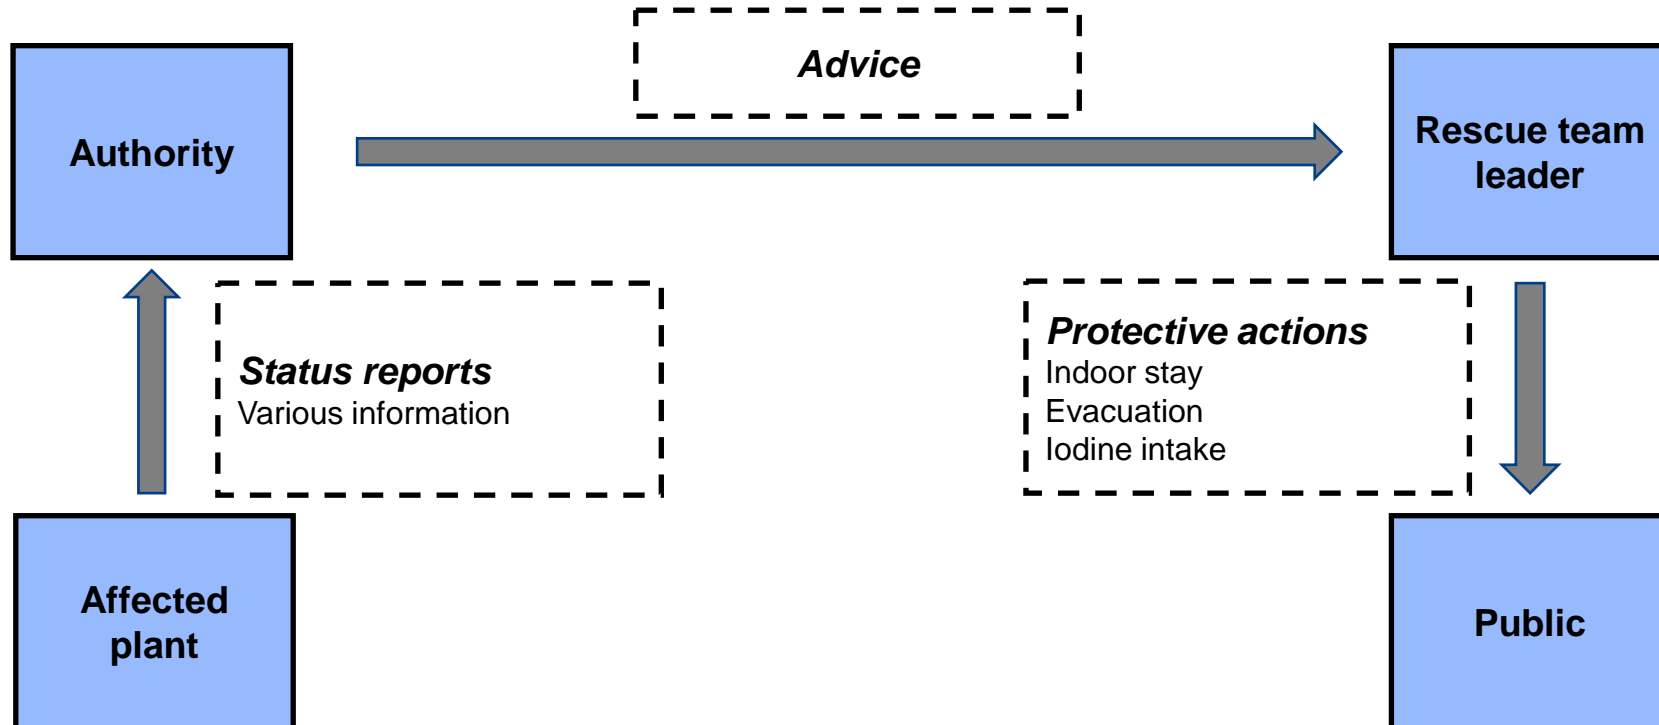 Advice
Authority
Rescue team
leader
Status reports
Various information
Protective actions
Indoor stay
Evacuation
Iodine intake
Affected
plant
Public